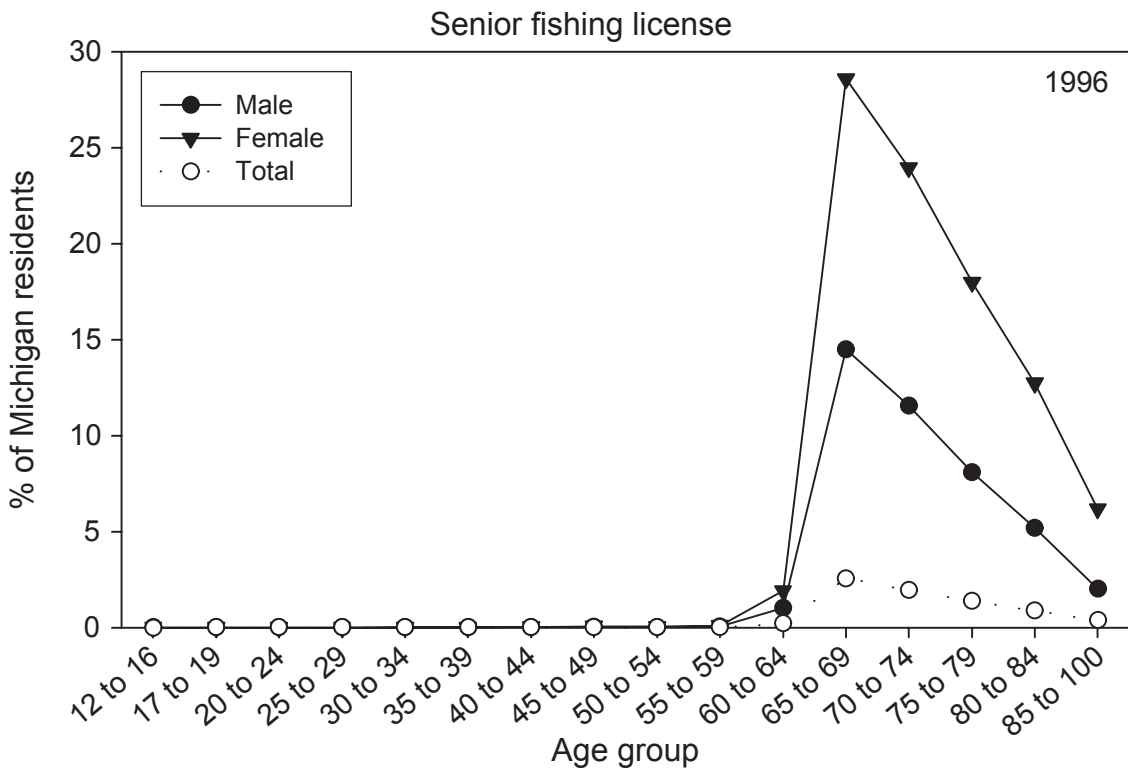 Senior fishing license
1996
Male
Female
Total
% of Michigan residents
30
25
20
15
10
5
0
12 to 16
17 to 19
20 to 24
25 to 29
30 to 34
35 to 39
40 to 44
45 to 49
50 to 54
55 to 59
60 to 64
65 to 69
70 to 74
75 to 79
80 to 84
85 to 100
Age group